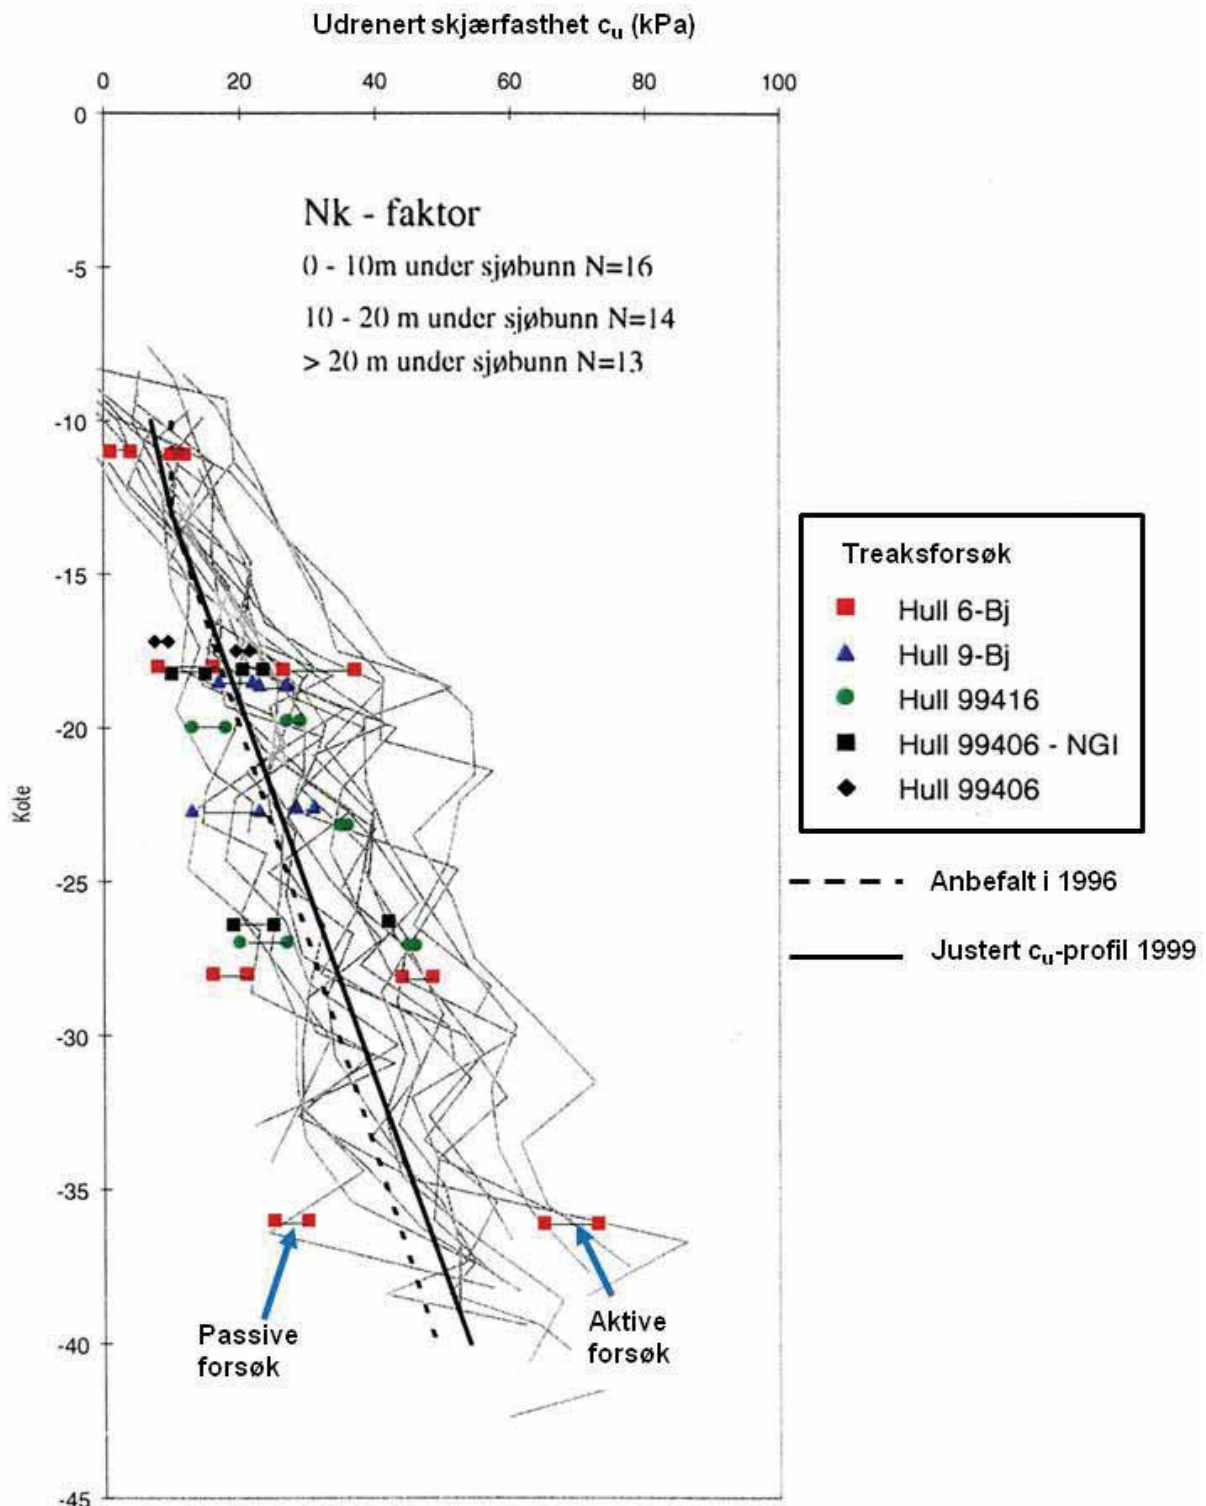 Udrenert skjærfasthet cu (kPa)
0 20 40 60 80 100
0
-5
-10
-15
-20
-25
-30
-35
-40
-45
Kote
Nk - faktor
0 - 10m under sjøbunn N=16
10 - 20 m under sjøbunn N=14
> 20 m under sjøbunn N=13
Treaksforsøk
Hull 6-Bj
Hull 9-Bj
Hull 99416
Hull 99406 - NGI
Hull 99406
Anbefalt i 1996
Justert cu-profil 1999
Passive
forsøk
Aktive
forsøk